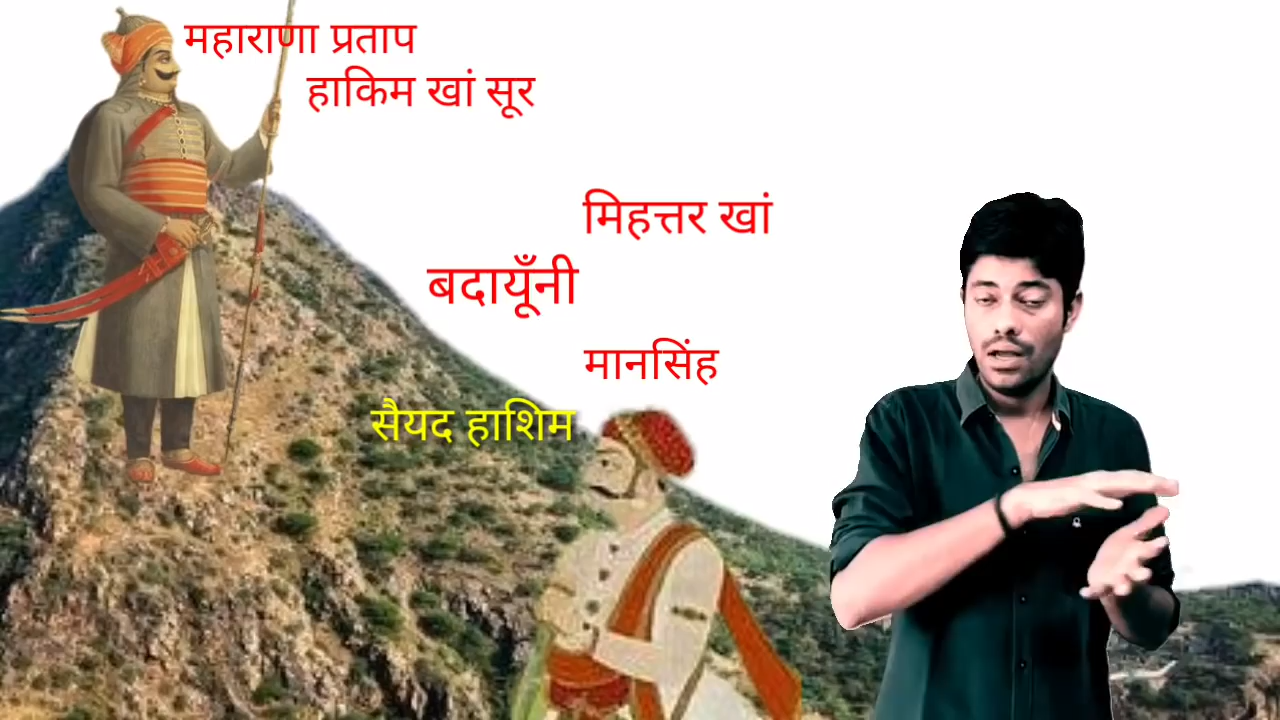 महाराणा प्रताप
हाकिम खां सूर
मिहत्तर खां
बदायूँनी
मानसिंह
सैयद हाशिम